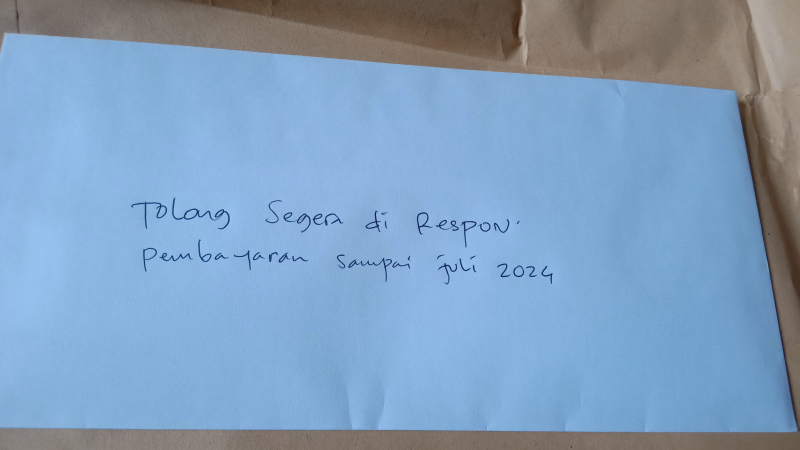 Tolong Segera di Respon.
Pembayaran sampai juli 2024